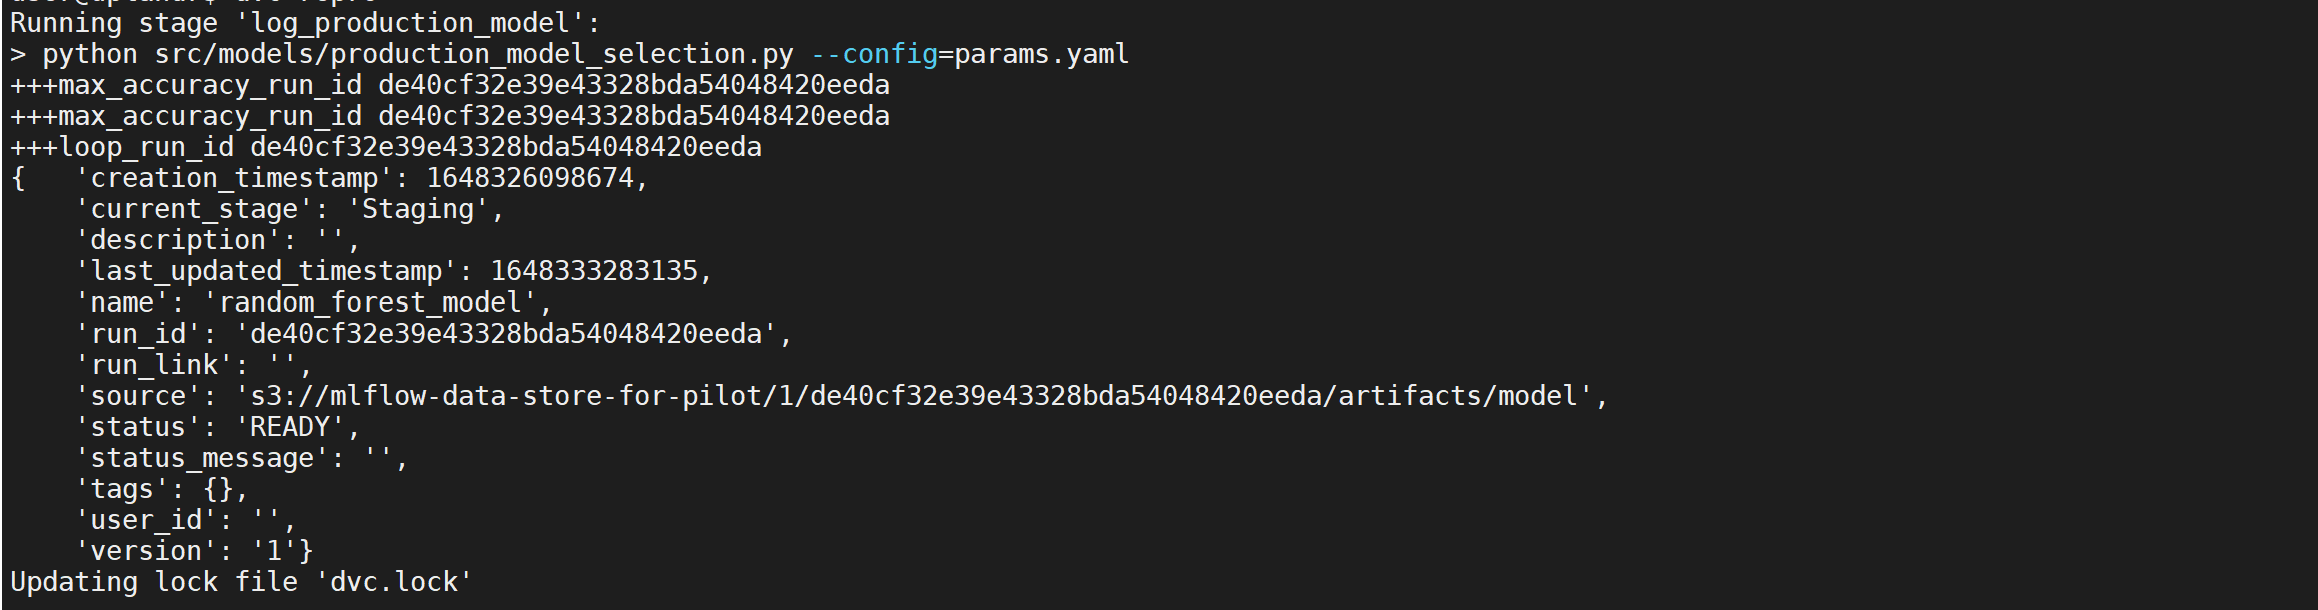 Running stage 'log_production_model':
> python src/models/production_model_selection.py --config=params.yaml
+++max_accuracy_run_id de40cf32e39e43328bda54048420eeda
+++max_accuracy_run_id de40cf32e39e43328bda54048420eeda
+++loop_run_id de40cf32e39e43328bda54048420eeda
{   'creation_timestamp': 1648326098674,
    'current_stage': 'Staging',
    'description': '',
    'last_updated_timestamp': 1648333283135,
    'name': 'random_forest_model',
    'run_id': 'de40cf32e39e43328bda54048420eeda',
    'run_link': '',
    'source': 's3://mlflow-data-store-for-pilot/1/de40cf32e39e43328bda54048420eeda/artifacts/model',
    'status': 'READY',
    'status_message': '',
    'tags': {},
    'user_id': '',
    'version': '1'}
Updating lock file 'dvc.lock'